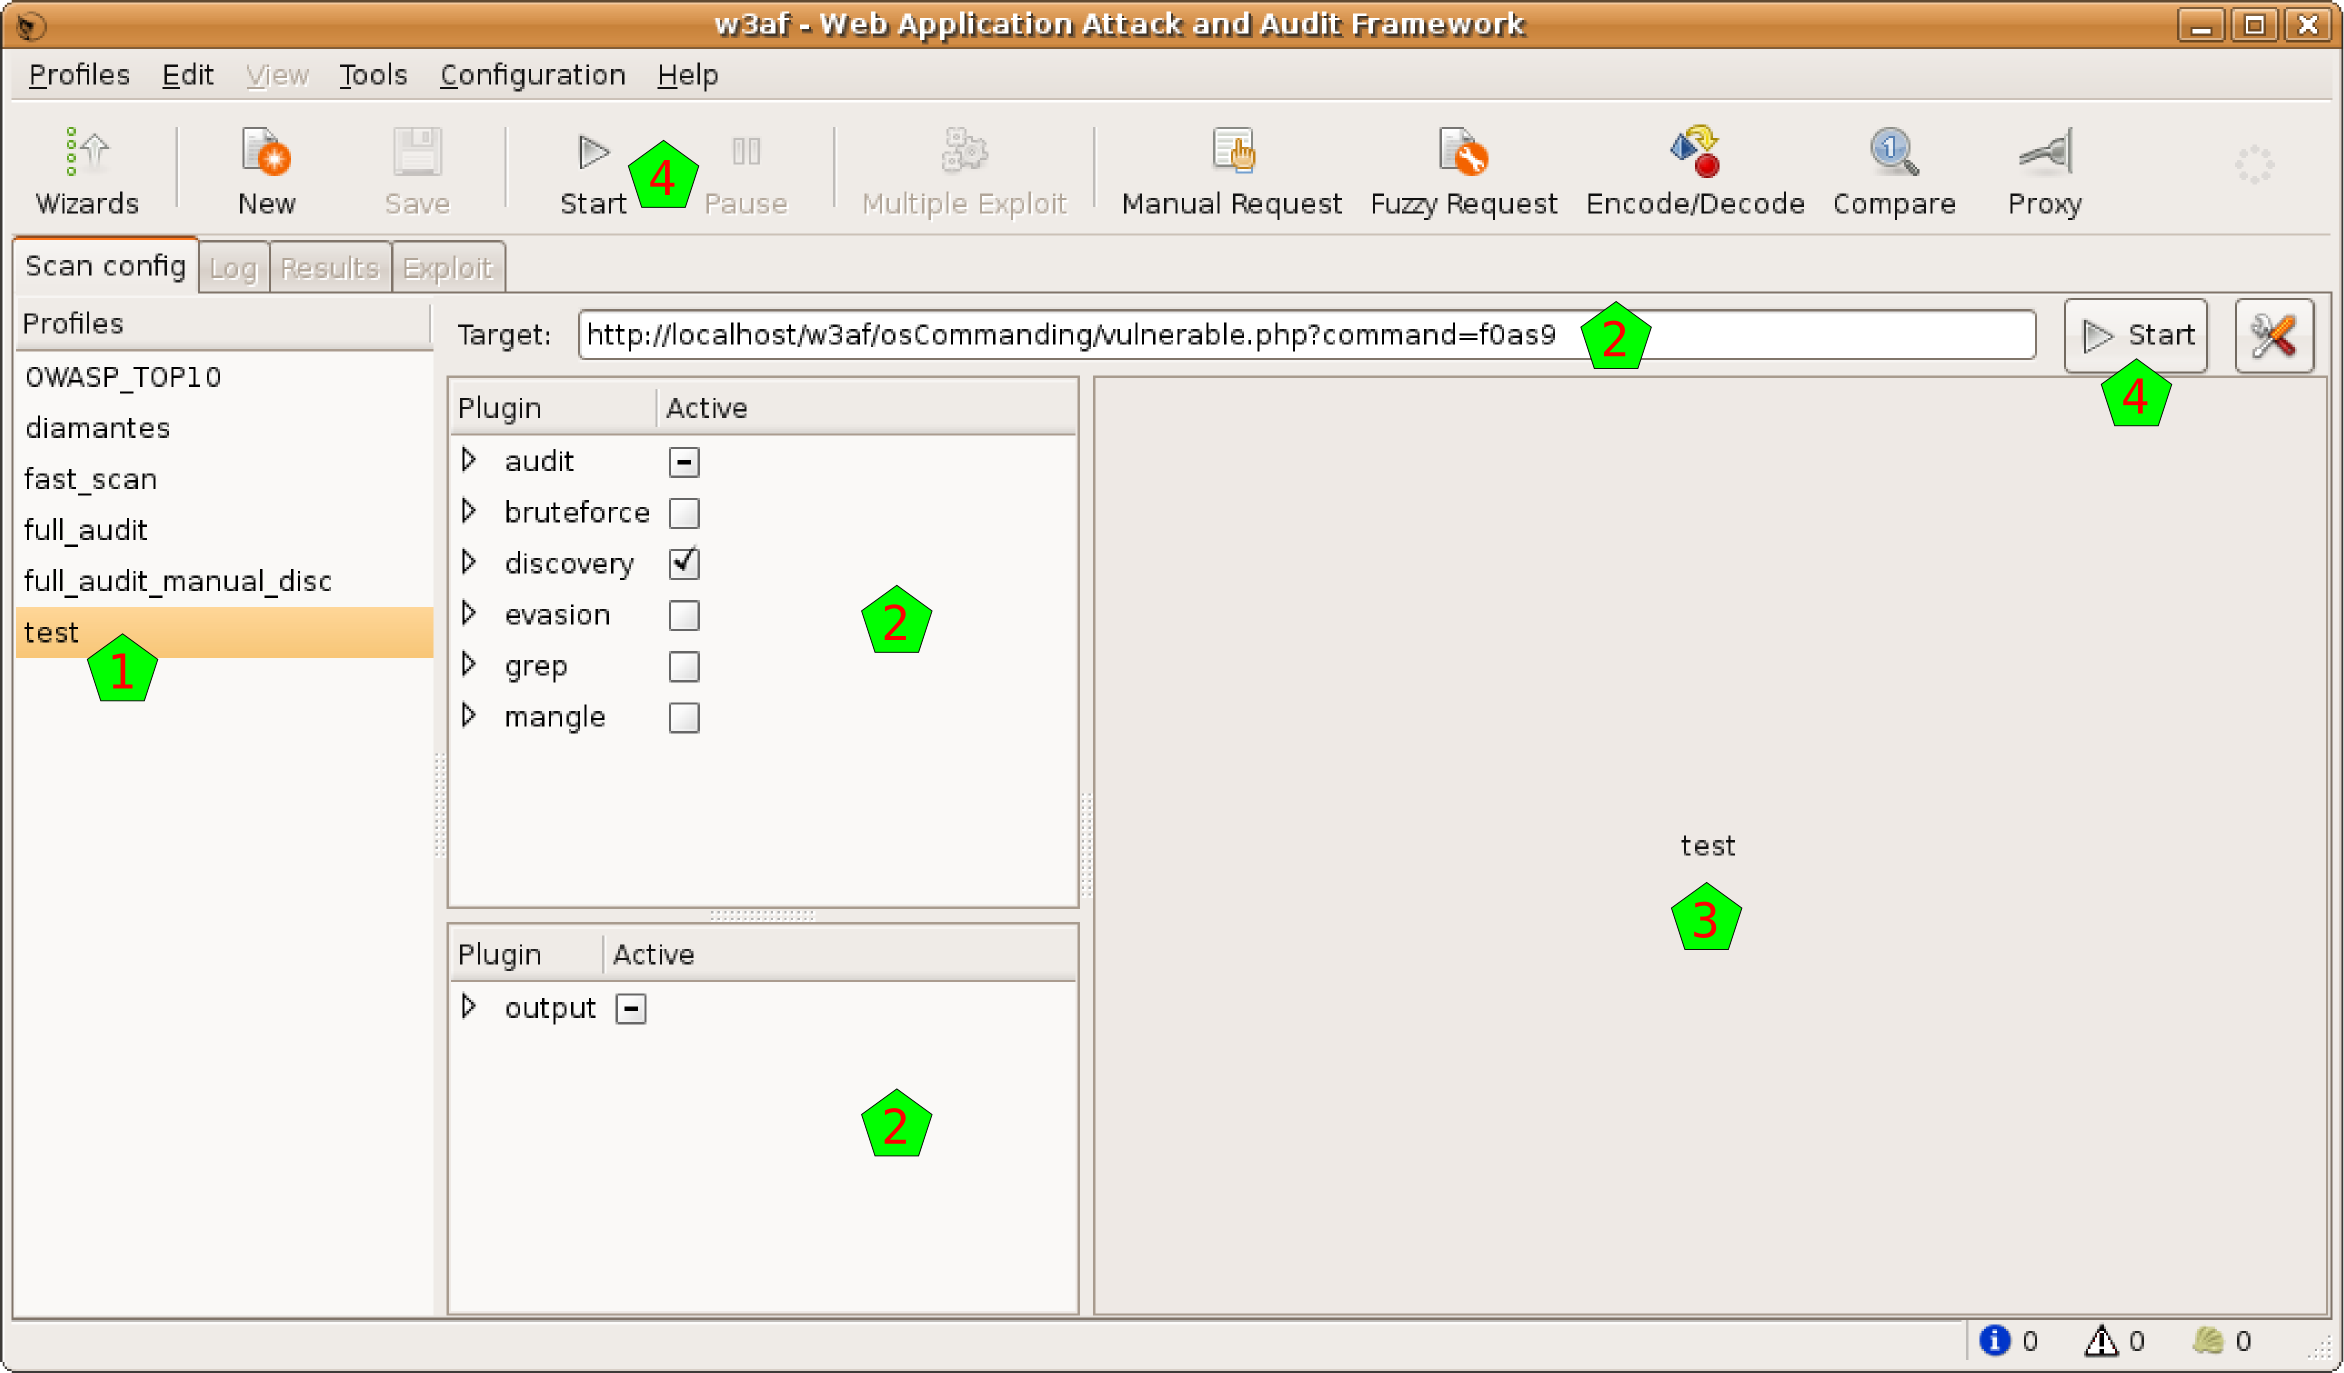 w3af - Web Application Attack and Audit Framework
Profiles Edit View Tools Configuration Help
Wizards New Save Start 4 Pause Multiple Exploit Manual Request Fuzzy Request Encode/Decode Compare Proxy
Scan config Log Results Exploit
Profiles
OWASP_TOP10
diamantes
fast_scan
full_audit
full_audit_manual_disc
test
1
Target: http://localhost/w3af/osCommanding/vulnerable.php?command=f0as9 2 Start
4
Plugin Active
audit
bruteforce
discovery
evasion
grep
mangle
2
Plugin Active
output
2
test
3
0 0 0